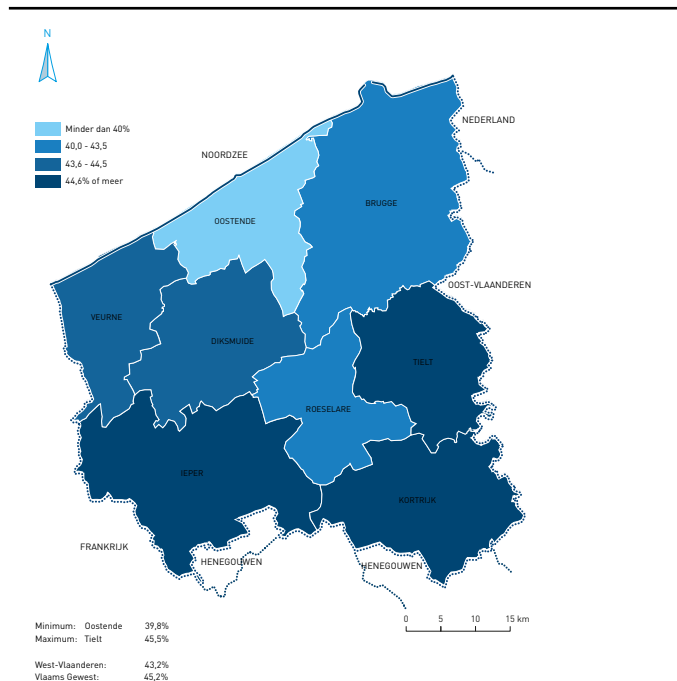 N
Minder dan 40%
40,0 - 43,5
43,6 - 44,5
44,6% of meer
NEDERLAND
NOORDZEE
BRUGGE
OOSTENDE
OOST-VLAANDEREN
VEURNE
DIKSMUIDE
TIELT
ROESELARE
IEPER
KORTRIJK
FRANKRIJK
HENEGOUWEN
HENEGOUWEN
0 5 10 15 km
Minimum: Oostende 39,8%
Maximum: Tielt 45,5%
West-Vlaanderen: 43,2%
Vlaams Gewest: 45,2%